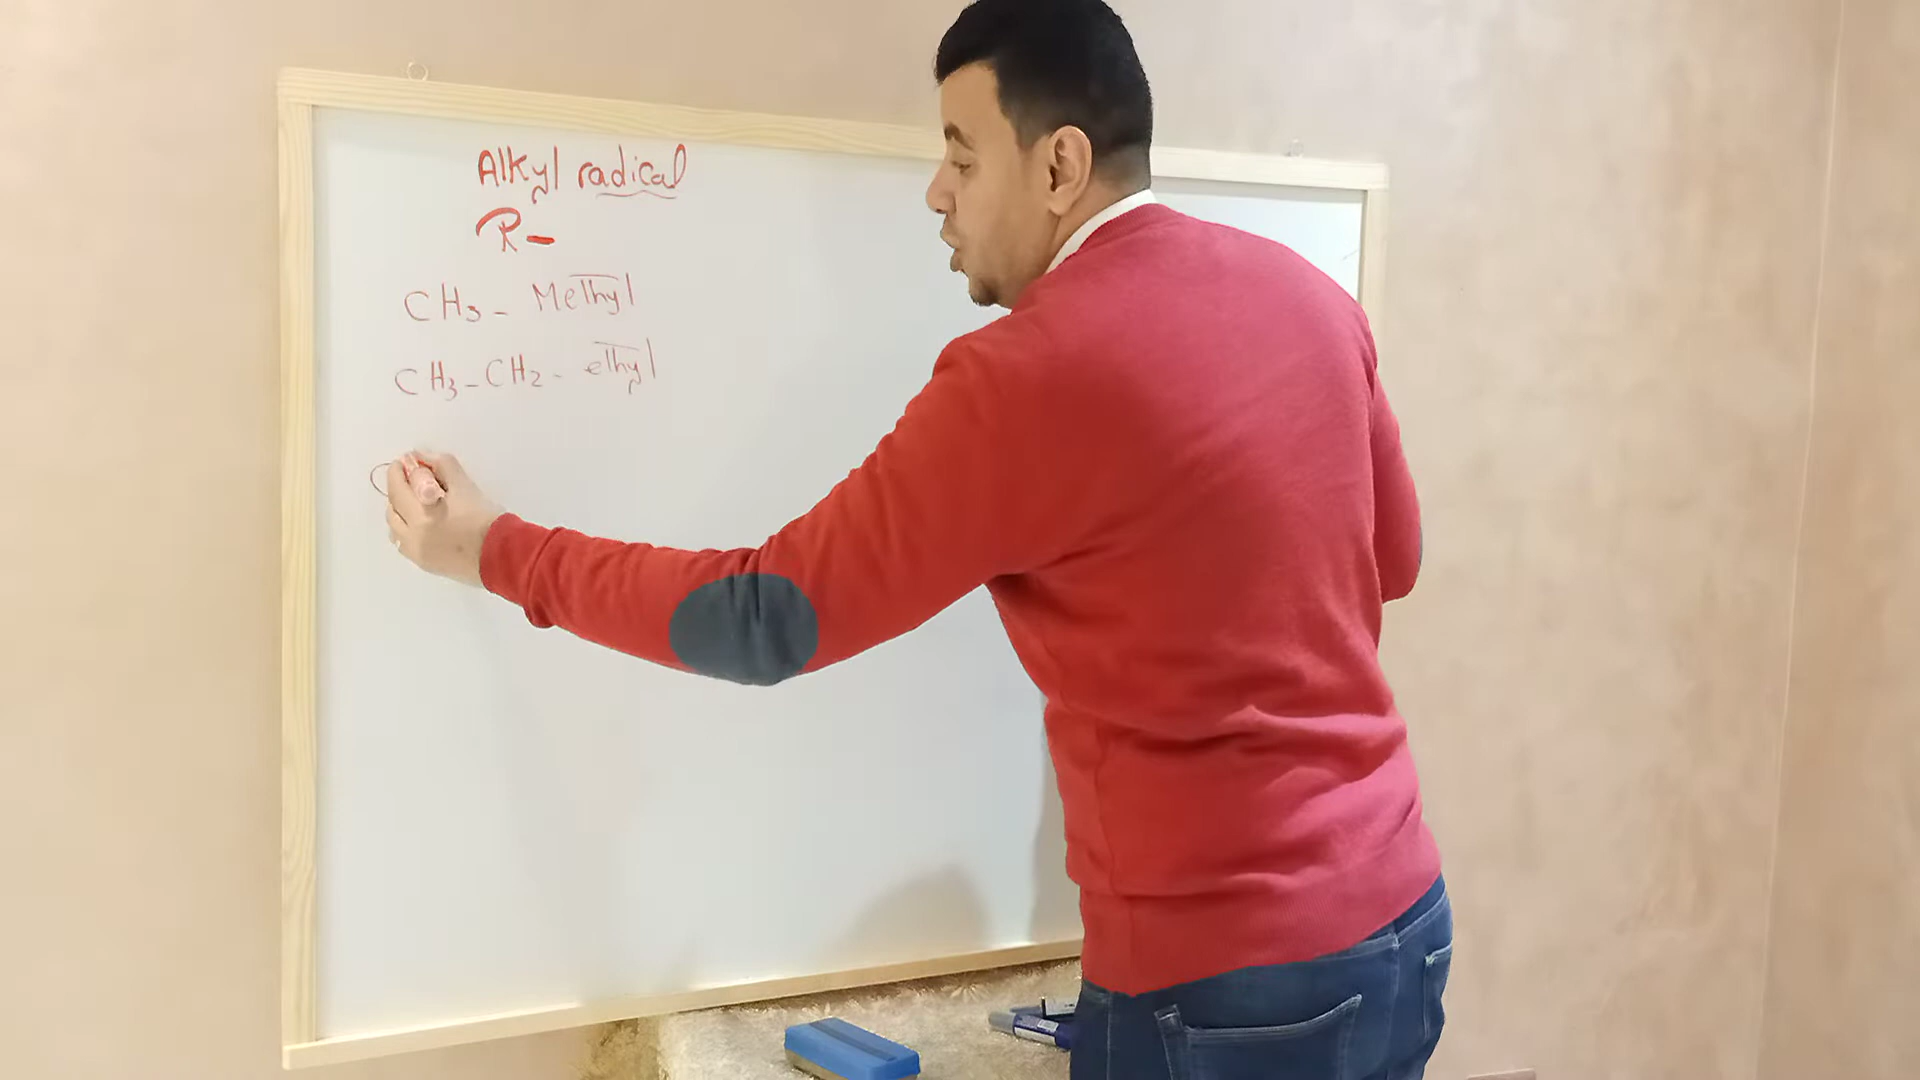 Alkyl radical
R-
CH3- Methyl
CH3-CH2- ethyl
C